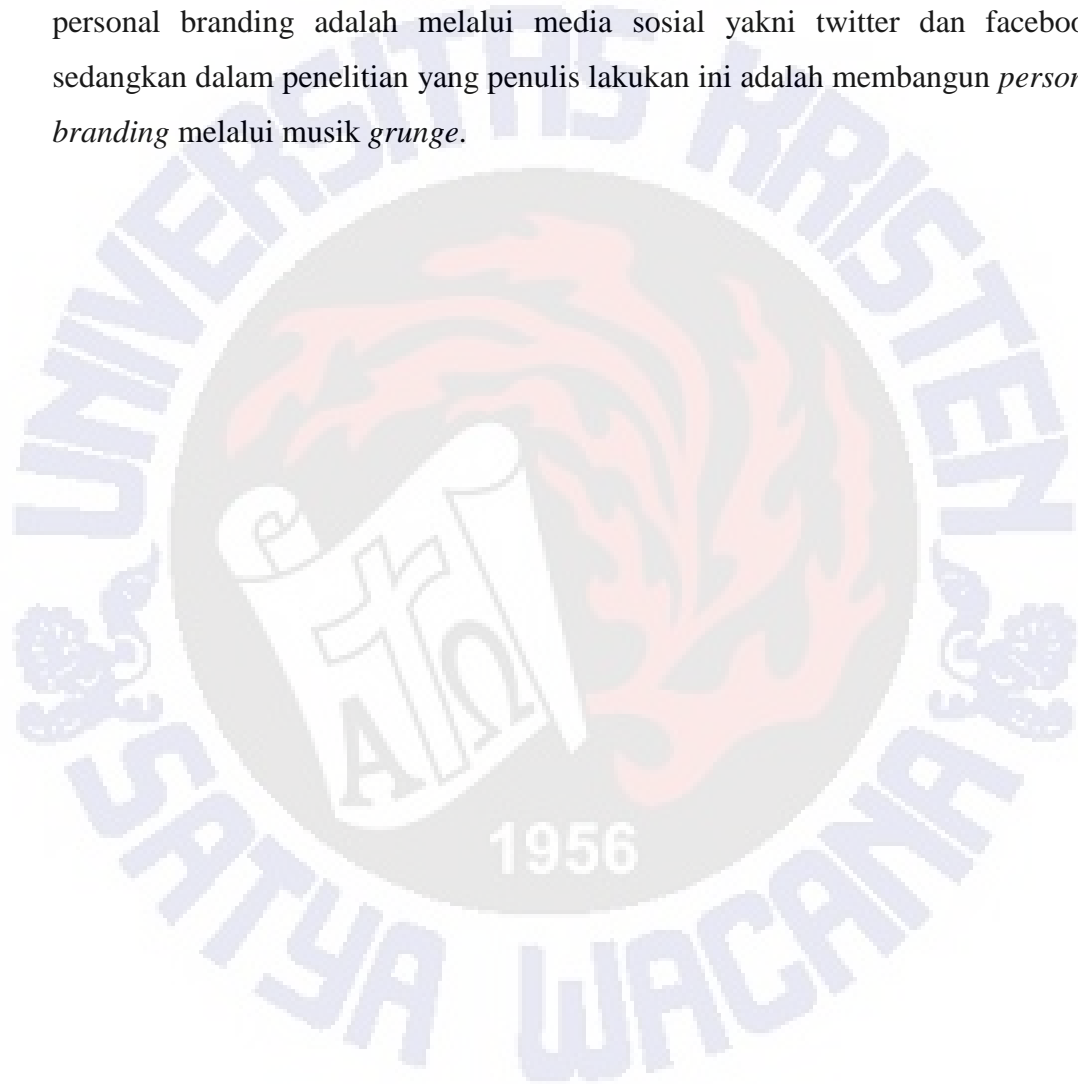 personal branding adalah melalui media sosial yakni twitter dan faceboo
sedangkan dalam penelitian yang penulis lakukan ini adalah membangun person
branding melalui musik grunge.
UNIVERSITAS KRISTEN
Α Ω
1956
SATYA WACANA